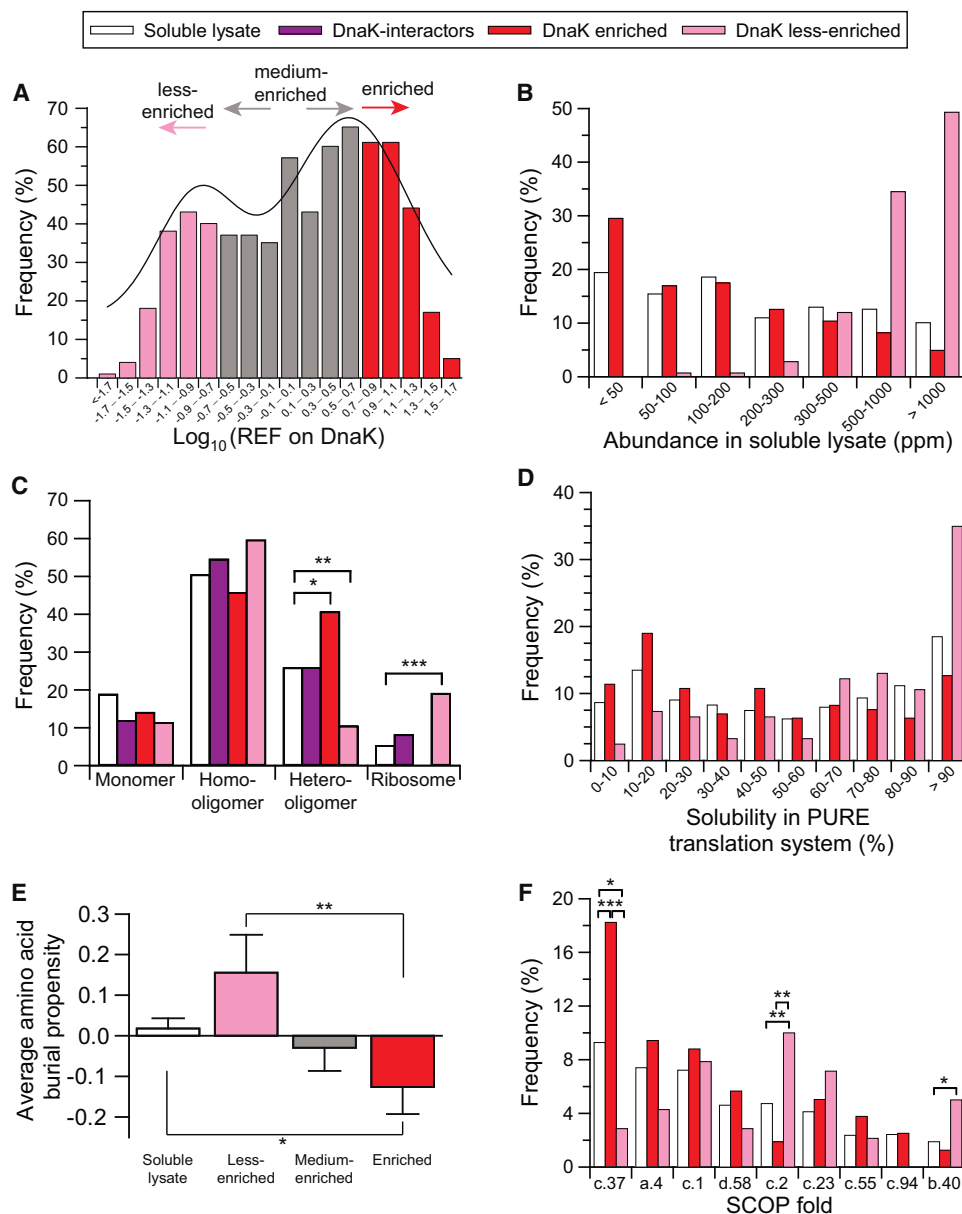 Soluble lysate DnaK-interactors DnaK enriched DnaK less-enriched
A
less-enriched
medium-enriched
enriched
Frequency (%)
70
60
50
40
30
20
10
0
<-1.7
-1.7 – -1.5
-1.5 – -1.3
-1.3 – -1.1
-1.1 – -0.9
-0.9 – -0.7
-0.7 – -0.5
-0.5 – -0.3
-0.3 – -0.1
-0.1 – 0.1
0.1 – 0.3
0.3 – 0.5
0.5 – 0.7
0.7 – 0.9
0.9 – 1.1
1.1 – 1.3
1.3 – 1.5
1.5 – 1.7
Log10(REF on DnaK)
B
Frequency (%)
50
40
30
20
10
0
< 50
50-100
100-200
200-300
300-500
500-1000
> 1000
Abundance in soluble lysate (ppm)
C
Frequency (%)
70
60
50
40
30
20
10
0
**
*
***
Monomer Homo- Hetero- Ribosome
oligomer oligomer
D
Frequency (%)
40
30
20
10
0
0-10
10-20
20-30
30-40
40-50
50-60
60-70
70-80
80-90
> 90
Solubility in PURE
translation system (%)
E
Average amino acid
burial propensity
0.3
0.2
0.1
0.0
-0.1
-0.2
**
*
Soluble Less- Medium- Enriched
lysate enriched enriched
F
Frequency (%)
20
16
12
8
4
0
*
*** ***
**
**
*
c.37 a.4 c.1 d.58 c.2 c.23 c.55 c.94 b.40
SCOP fold